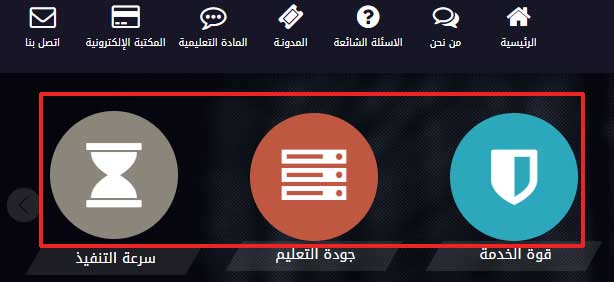 الرئيسية
من نحن
الاسئلة الشائعة
المدونة
المادة التعليمية
المكتبة الإلكترونية
اتصل بنا
قوة الخدمة
جودة التعليم
سرعة التنفيذ